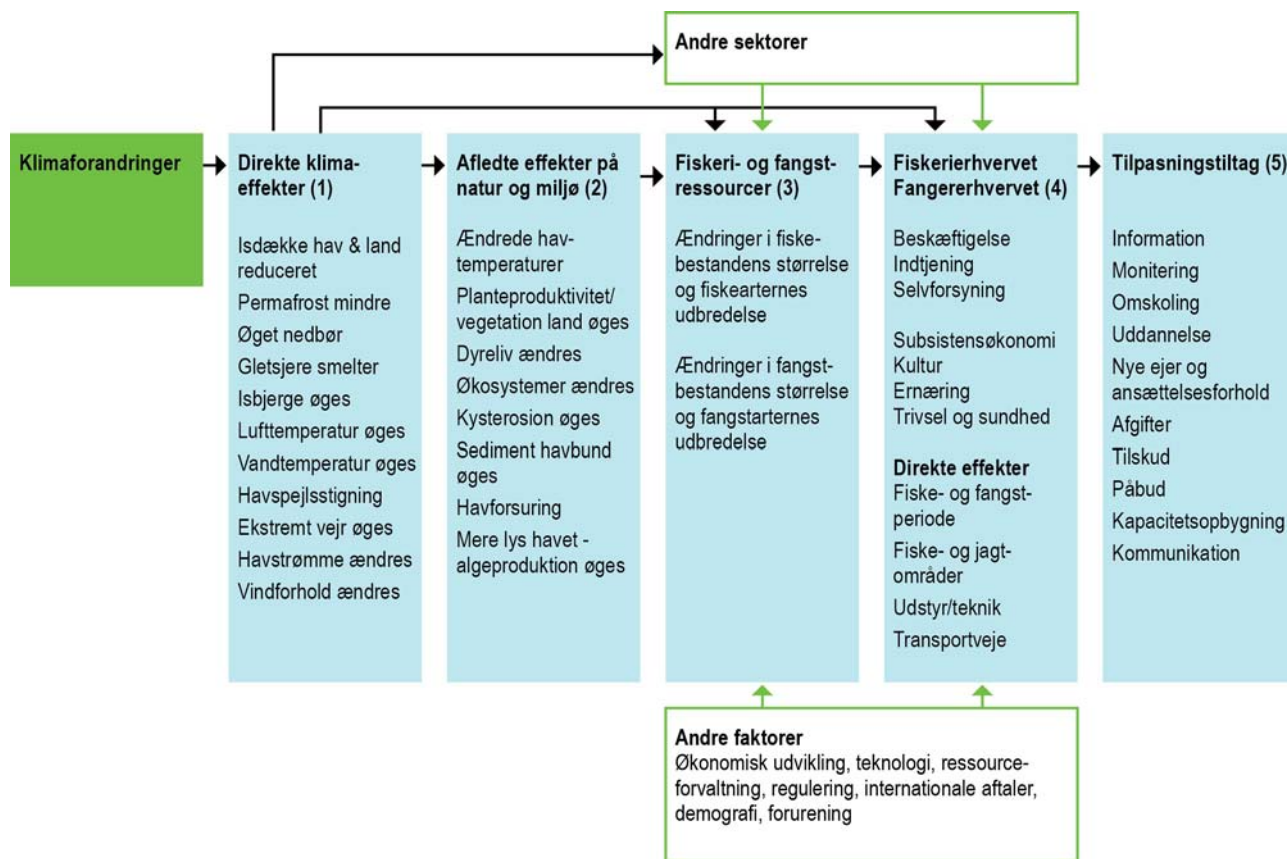 Andre sektorer
Klimaforandringer
Direkte klima-
effekter (1)
Isdække hav & land
reduceret
Permafrost mindre
Øget nedbør
Gletsjere smelter
Isbjerge øges
Lufttemperatur øges
Vandtemperatur øges
Havspejlsstigning
Ekstremt vejr øges
Havstrømme ændres
Vindforhold ændres
Afledte effekter på
natur og miljø (2)
Ændrede hav-
temperaturer
Planteproduktivitet/
vegetation land øges
Dyreliv ændres
Økosystemer ændres
Kysterosion øges
Sediment havbund
øges
Havforsuring
Mere lys havet -
algeproduktion øges
Fiskeri- og fangst-
ressourcer (3)
Ændringer i fiske-
bestandens størrelse
og fiskearternes
udbredelse
Ændringer i fangst-
bestandens størrelse
og fangstarternes
udbredelse
Fiskerierhvervet
Fangererhvervet (4)
Beskæftigelse
Indtjening
Selvforsyning
Subsistensøkonomi
Kultur
Ernæring
Trivsel og sundhed
Direkte effekter
Fiske- og fangst-
periode
Fiske- og jagt-
områder
Udstyr/teknik
Transportveje
Tilpasningstiltag (5)
Information
Monitering
Omskoling
Uddannelse
Nye ejer og
ansættelsesforhold
Afgifter
Tilskud
Påbud
Kapacitetsopbygning
Kommunikation
Andre faktorer
Økonomisk udvikling, teknologi, ressource-
forvaltning, regulering, internationale aftaler,
demografi, forurening